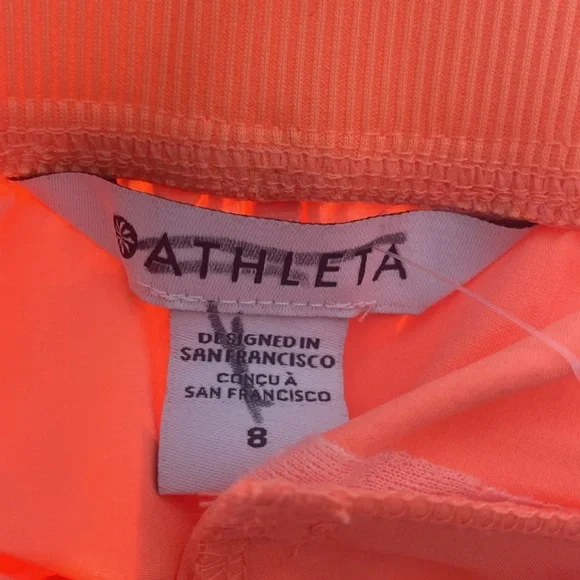 ATHLETA
DESIGNED IN
SAN FRANCISCO
CONÇU À
SAN FRANCISCO
8